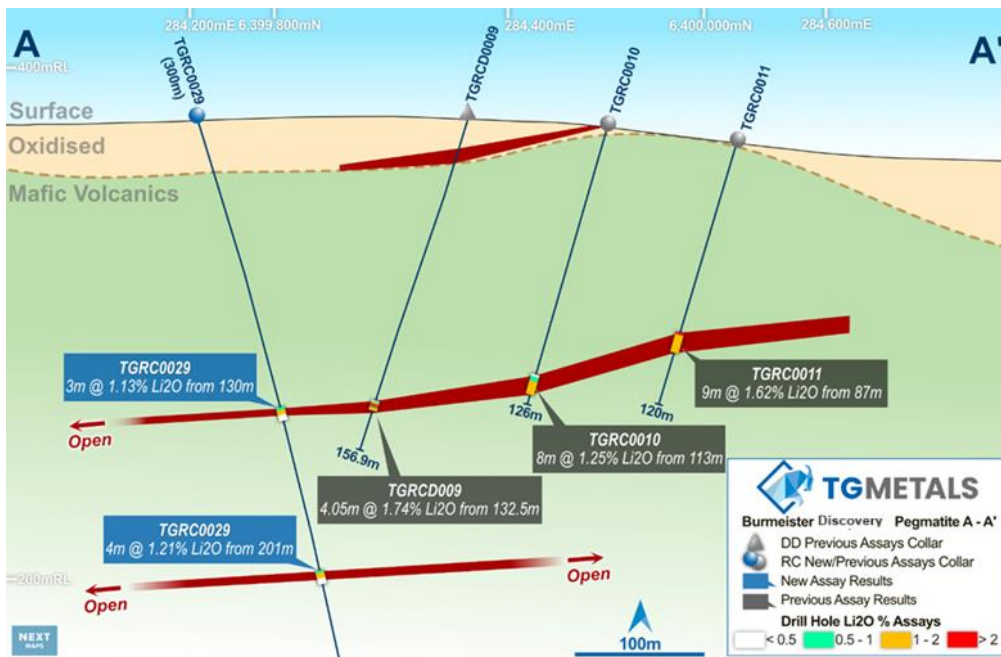 284,200mE 6,399,800mN 284,400mE 6,400,000mN 284,600mE
A
A'
400mRL
TGRC0029
(300m)
TGRCD0009
TGRC0010
TGRC0011
Surface
Oxidised
Mafic Volcanics
TGRC0029
3m @ 1.13% Li2O from 130m
TGRC0011
9m @ 1.62% Li2O from 87m
Open
156.9m
126m
120m
TGRC0010
8m @ 1.25% Li2O from 113m
TGRCD009
4.05m @ 1.74% Li2O from 132.5m
TGRC0029
4m @ 1.21% Li2O from 201m
200mRL
Open
Open
NEXT
MAPS
100m
TGMETALS
Burmeister Discovery Pegmatite A - A'
DD Previous Assays Collar
RC New/Previous Assays Collar
New Assay Results
Previous Assay Results
Drill Hole Li2O % Assays
< 0.5 0.5 - 1 1 - 2 > 2